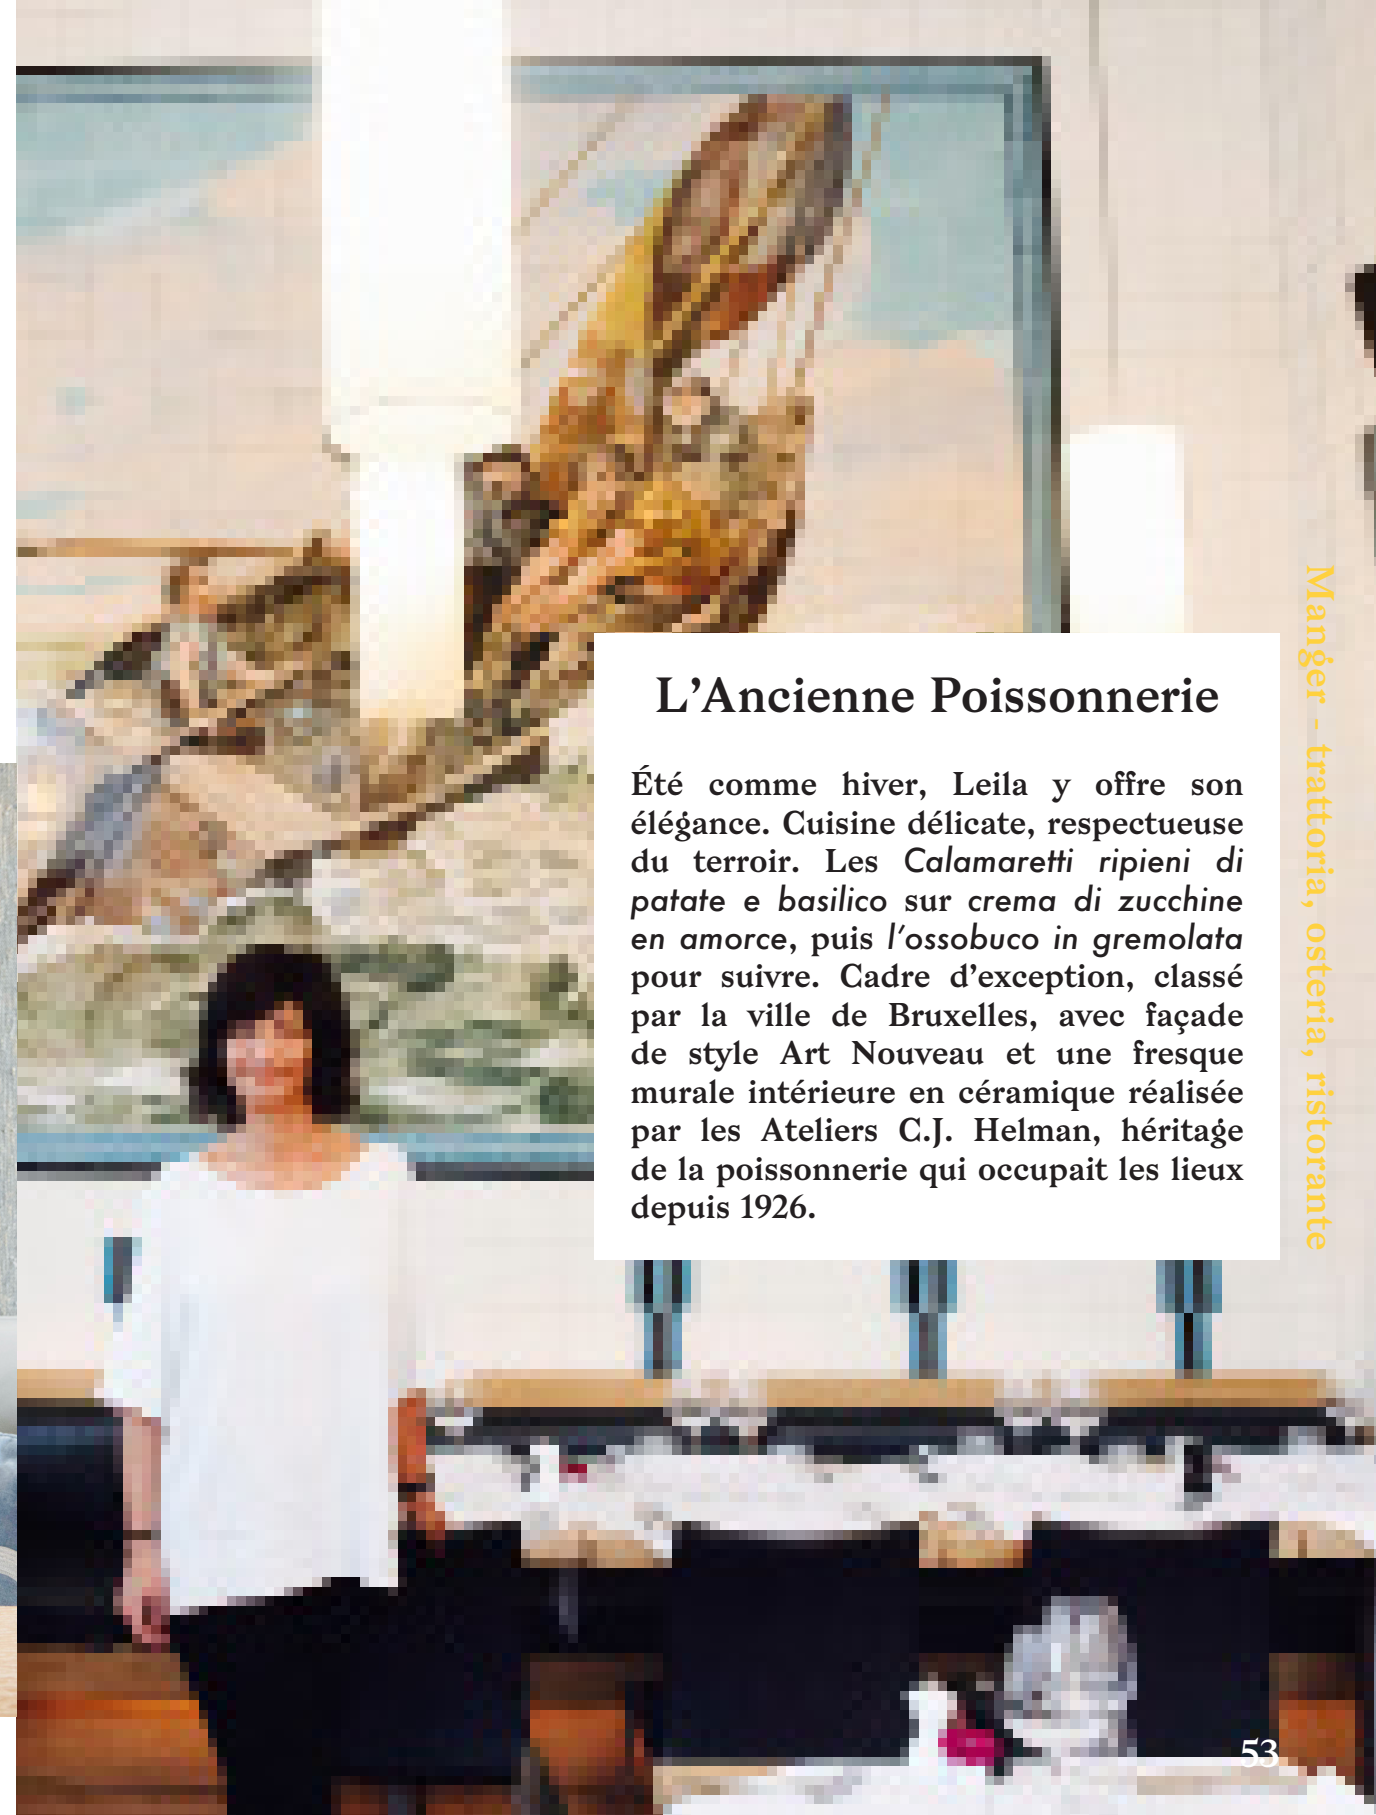 L’Ancienne Poissonnerie
Été comme hiver, Leila y offre son
élégance. Cuisine délicate, respectueuse
du terroir. Les Calamaretti ripieni di
patate e basilico sur crema di zucchine
en amorce, puis l’ossobuco in gremolata
pour suivre. Cadre d’exception, classé
par la ville de Bruxelles, avec façade
de style Art Nouveau et une fresque
murale intérieure en céramique réalisée
par les Ateliers C.J. Helman, héritage
de la poissonnerie qui occupait les lieux
depuis 1926.
Manger - trattoria, osteria, ristorante
53